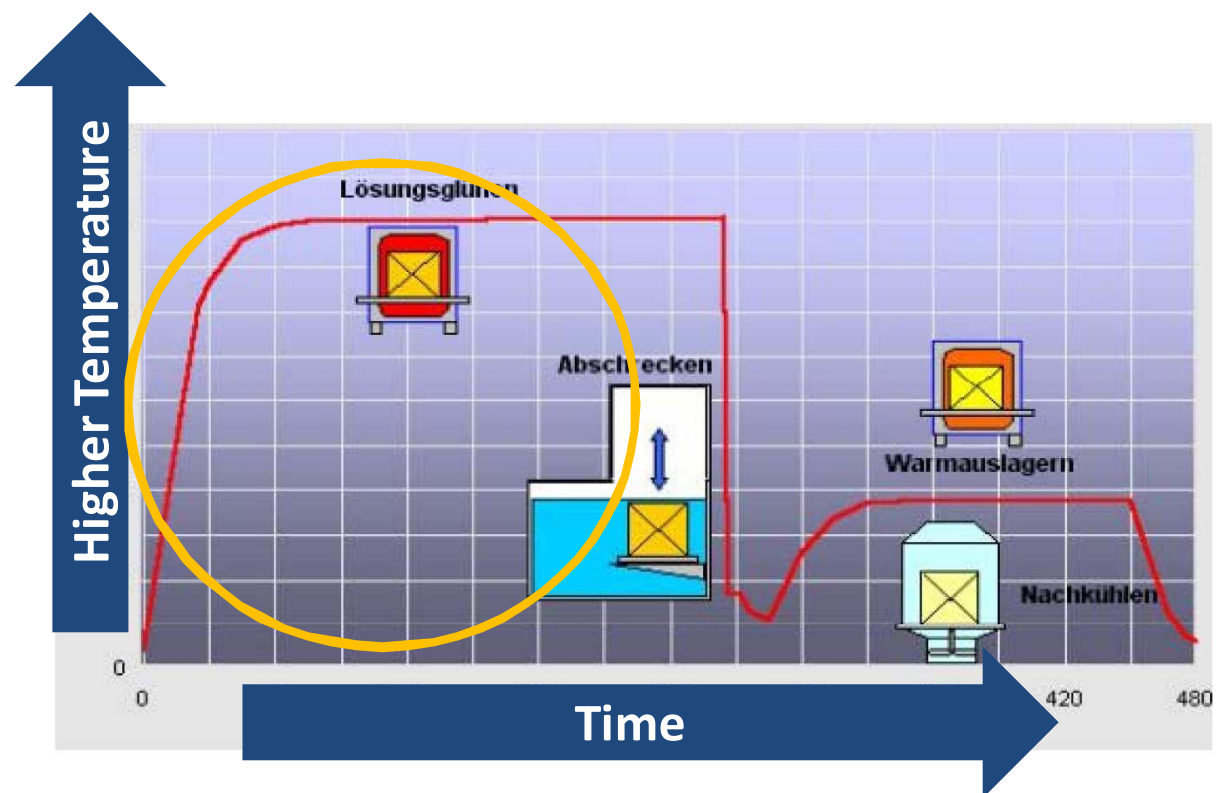 Higher Temperature
Lösungsglühen
Abschrecken
Warmauslagern
Nachkühlen
0
0
420
480
Time